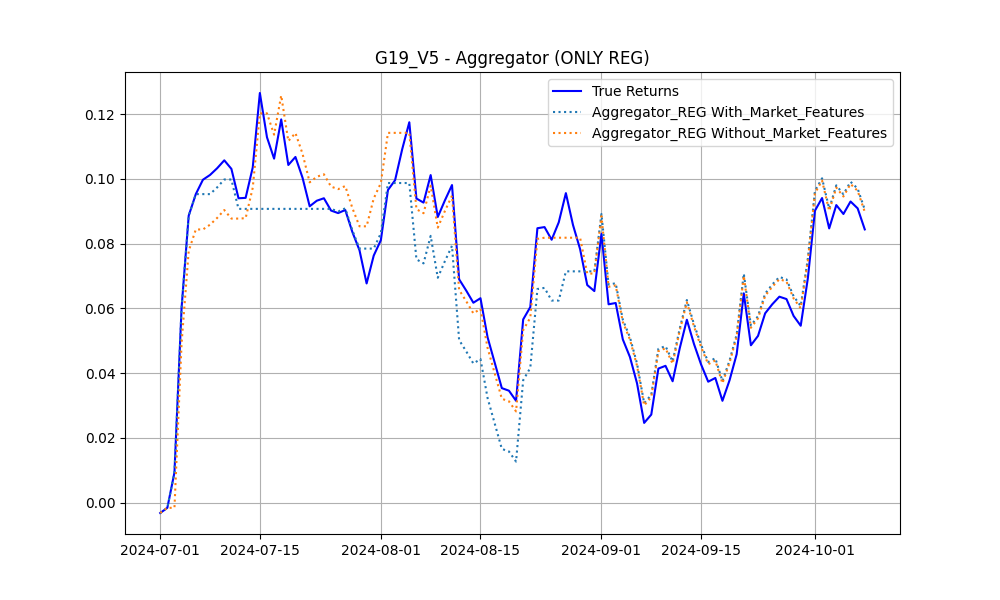 G19_V5 - Aggregator (ONLY REG)
True Returns
Aggregator_REG With_Market_Features
Aggregator_REG Without_Market_Features
0.12
0.10
0.08
0.06
0.04
0.02
0.00
2024-07-01 2024-07-15 2024-08-01 2024-08-15 2024-09-01 2024-09-15 2024-10-01